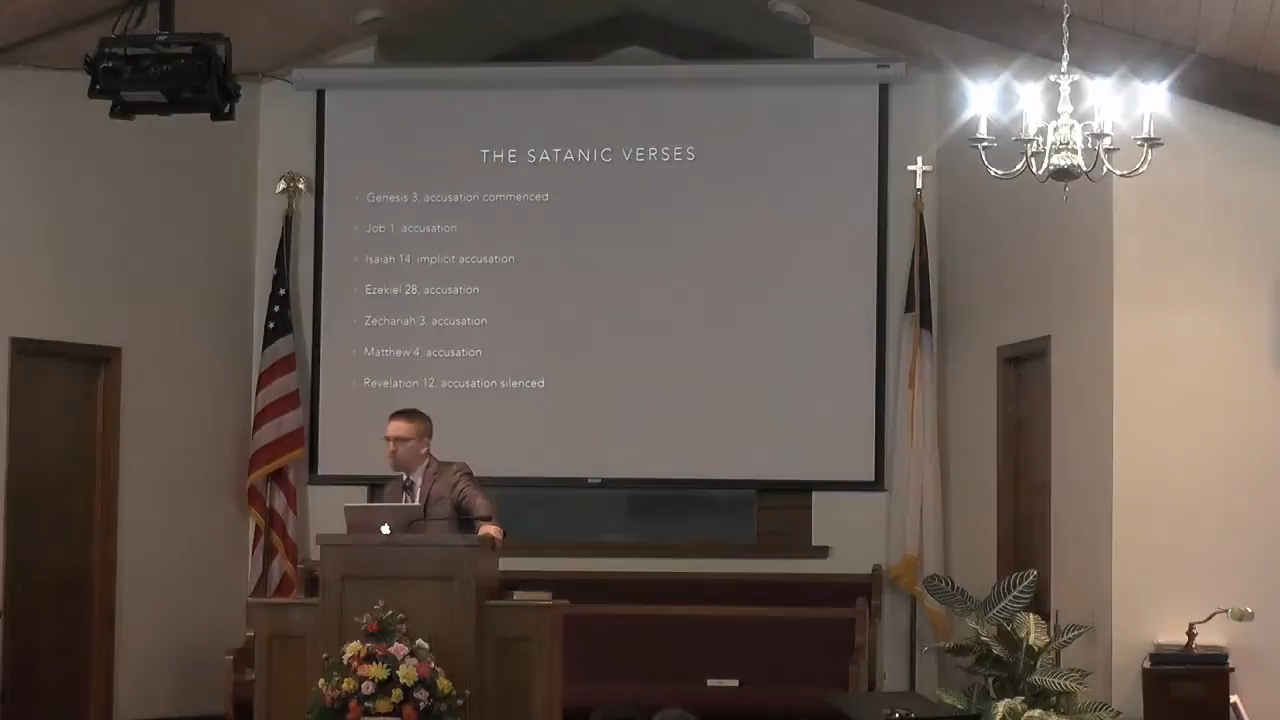 THE SATANIC VERSES
Genesis 3, accusation commenced
Job 1, accusation
Isaiah 14, implicit accusation
Ezekiel 28, accusation
Zechariah 3, accusation
Matthew 4, accusation
Revelation 12, accusation silenced